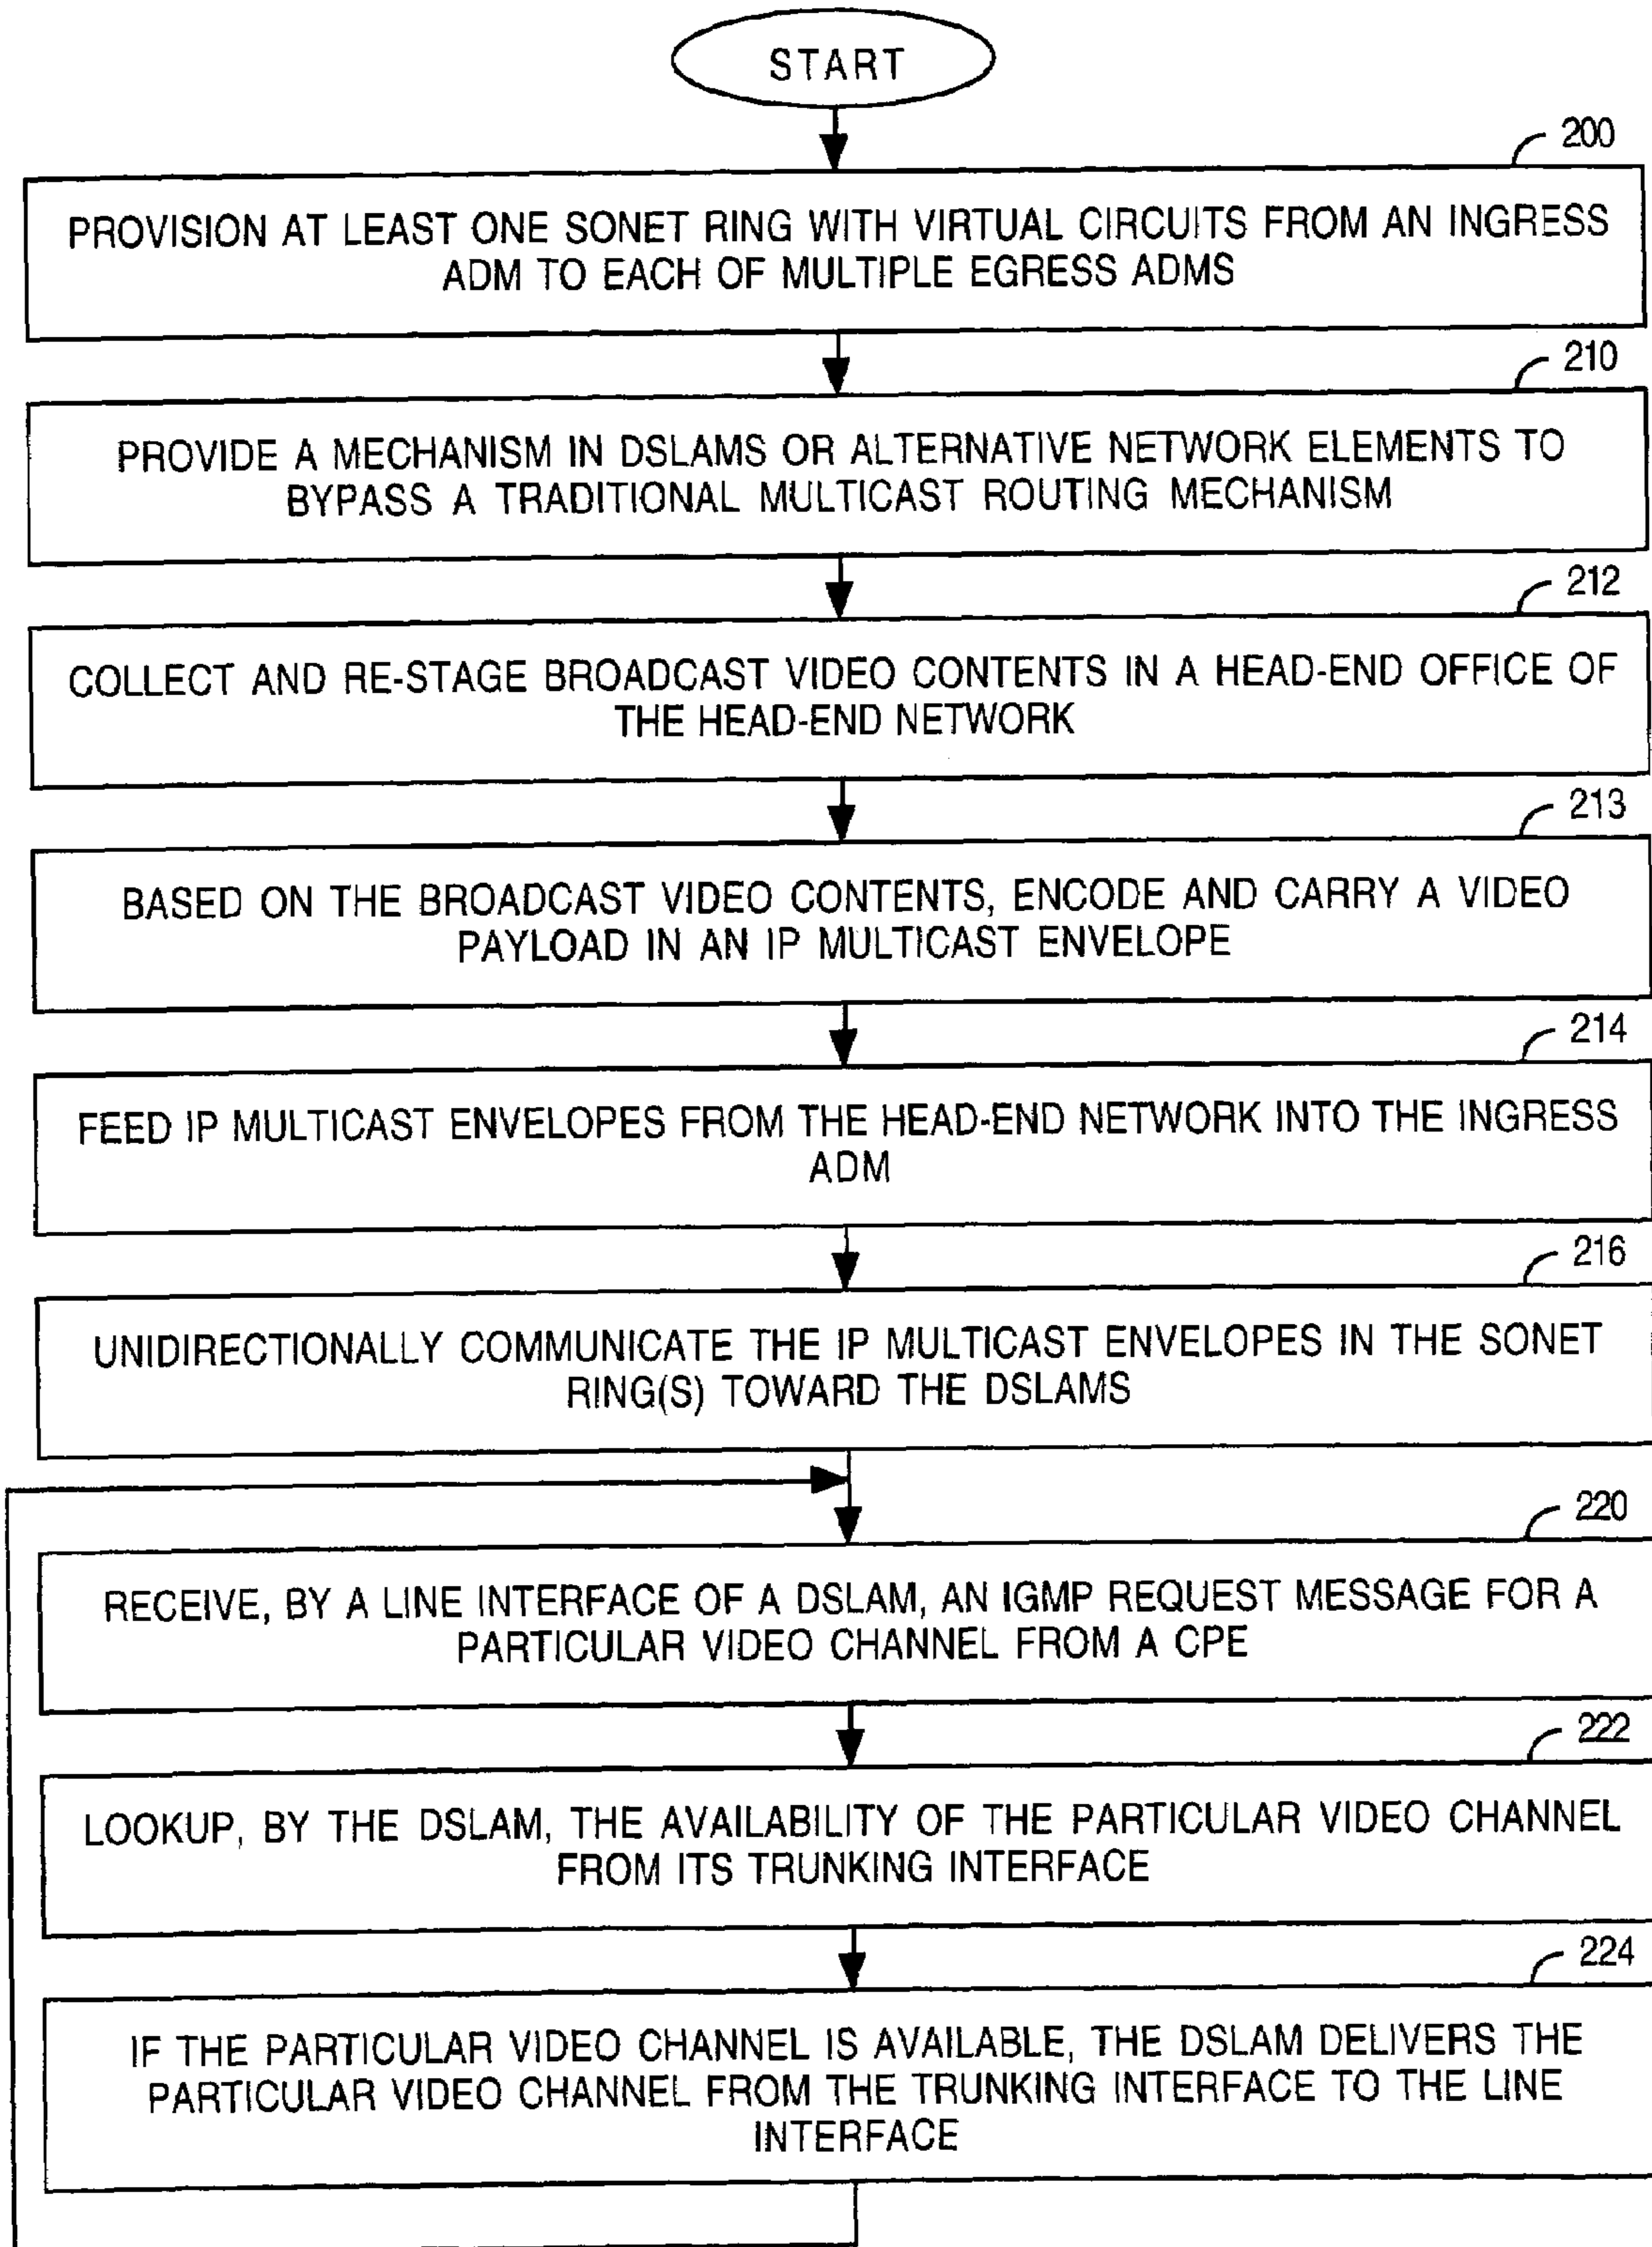 START
200
PROVISION AT LEAST ONE SONET RING WITH VIRTUAL CIRCUITS FROM AN INGRESS
ADM TO EACH OF MULTIPLE EGRESS ADMS
210
PROVIDE A MECHANISM IN DSLAMS OR ALTERNATIVE NETWORK ELEMENTS TO
BYPASS A TRADITIONAL MULTICAST ROUTING MECHANISM
212
COLLECT AND RE-STAGE BROADCAST VIDEO CONTENTS IN A HEAD-END OFFICE OF
THE HEAD-END NETWORK
213
BASED ON THE BROADCAST VIDEO CONTENTS, ENCODE AND CARRY A VIDEO
PAYLOAD IN AN IP MULTICAST ENVELOPE
214
FEED IP MULTICAST ENVELOPES FROM THE HEAD-END NETWORK INTO THE INGRESS
ADM
216
UNIDIRECTIONALLY COMMUNICATE THE IP MULTICAST ENVELOPES IN THE SONET
RING(S) TOWARD THE DSLAMS
220
RECEIVE, BY A LINE INTERFACE OF A DSLAM, AN IGMP REQUEST MESSAGE FOR A
PARTICULAR VIDEO CHANNEL FROM A CPE
222
LOOKUP, BY THE DSLAM, THE AVAILABILITY OF THE PARTICULAR VIDEO CHANNEL
FROM ITS TRUNKING INTERFACE
224
IF THE PARTICULAR VIDEO CHANNEL IS AVAILABLE, THE DSLAM DELIVERS THE
PARTICULAR VIDEO CHANNEL FROM THE TRUNKING INTERFACE TO THE LINE
INTERFACE